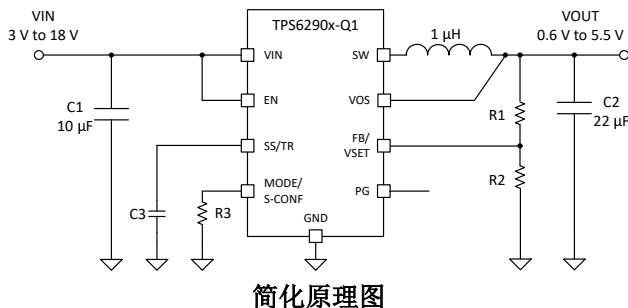 VIN
3 V to 18 V
TPS6290x-Q1
VOUT
0.6 V to 5.5 V
1 µH
VIN
SW
C1
10 µF
EN
VOS
R1
C2
22 µF
SS/TR
FB/
VSET
MODE/
S-CONF
PG
R2
C3
R3
GND
简化原理图